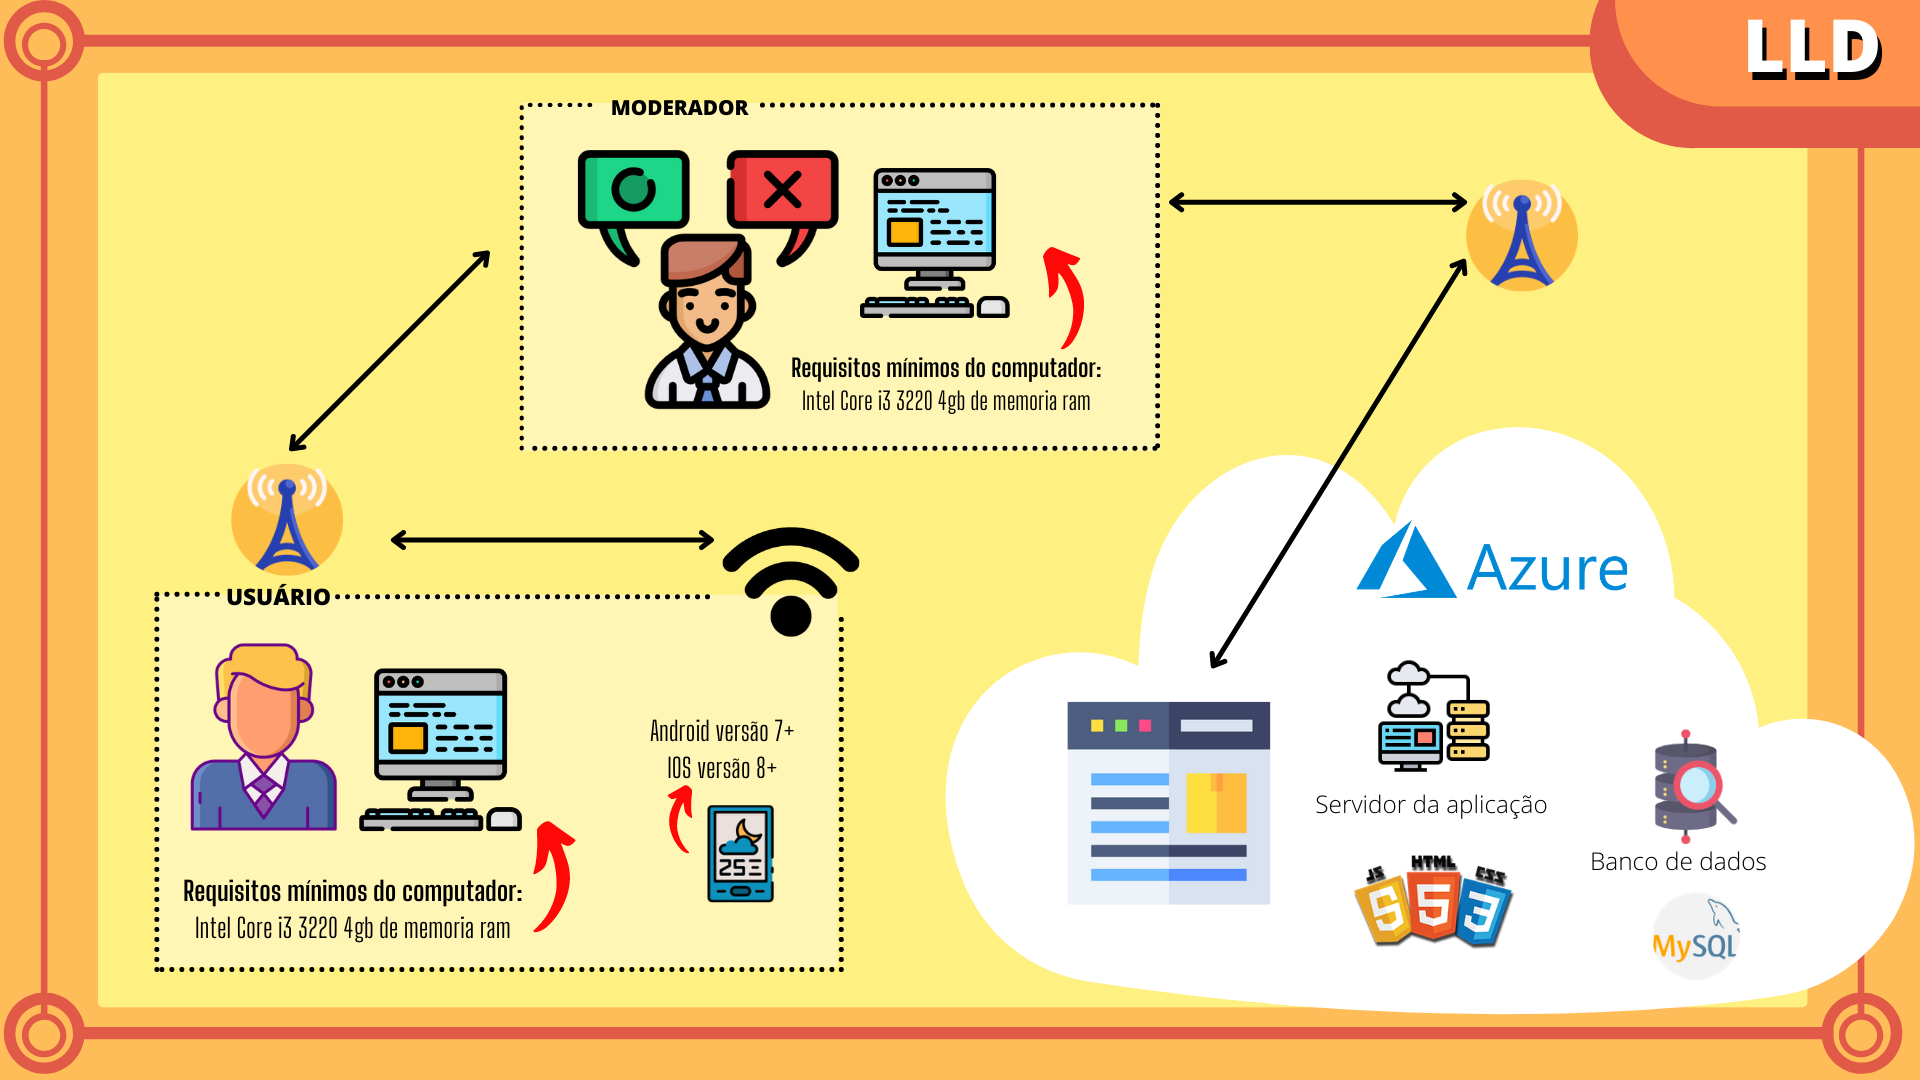 LLD
MODERADOR
Requisitos mínimos do computador:
Intel Core i3 3220 4gb de memoria ram
USUÁRIO
Android versão 7+
IOS versão 8+
25
Requisitos mínimos do computador:
Intel Core i3 3220 4gb de memoria ram
Azure
Servidor da aplicação
JS HTML CSS
5 3
Banco de dados
MySQL